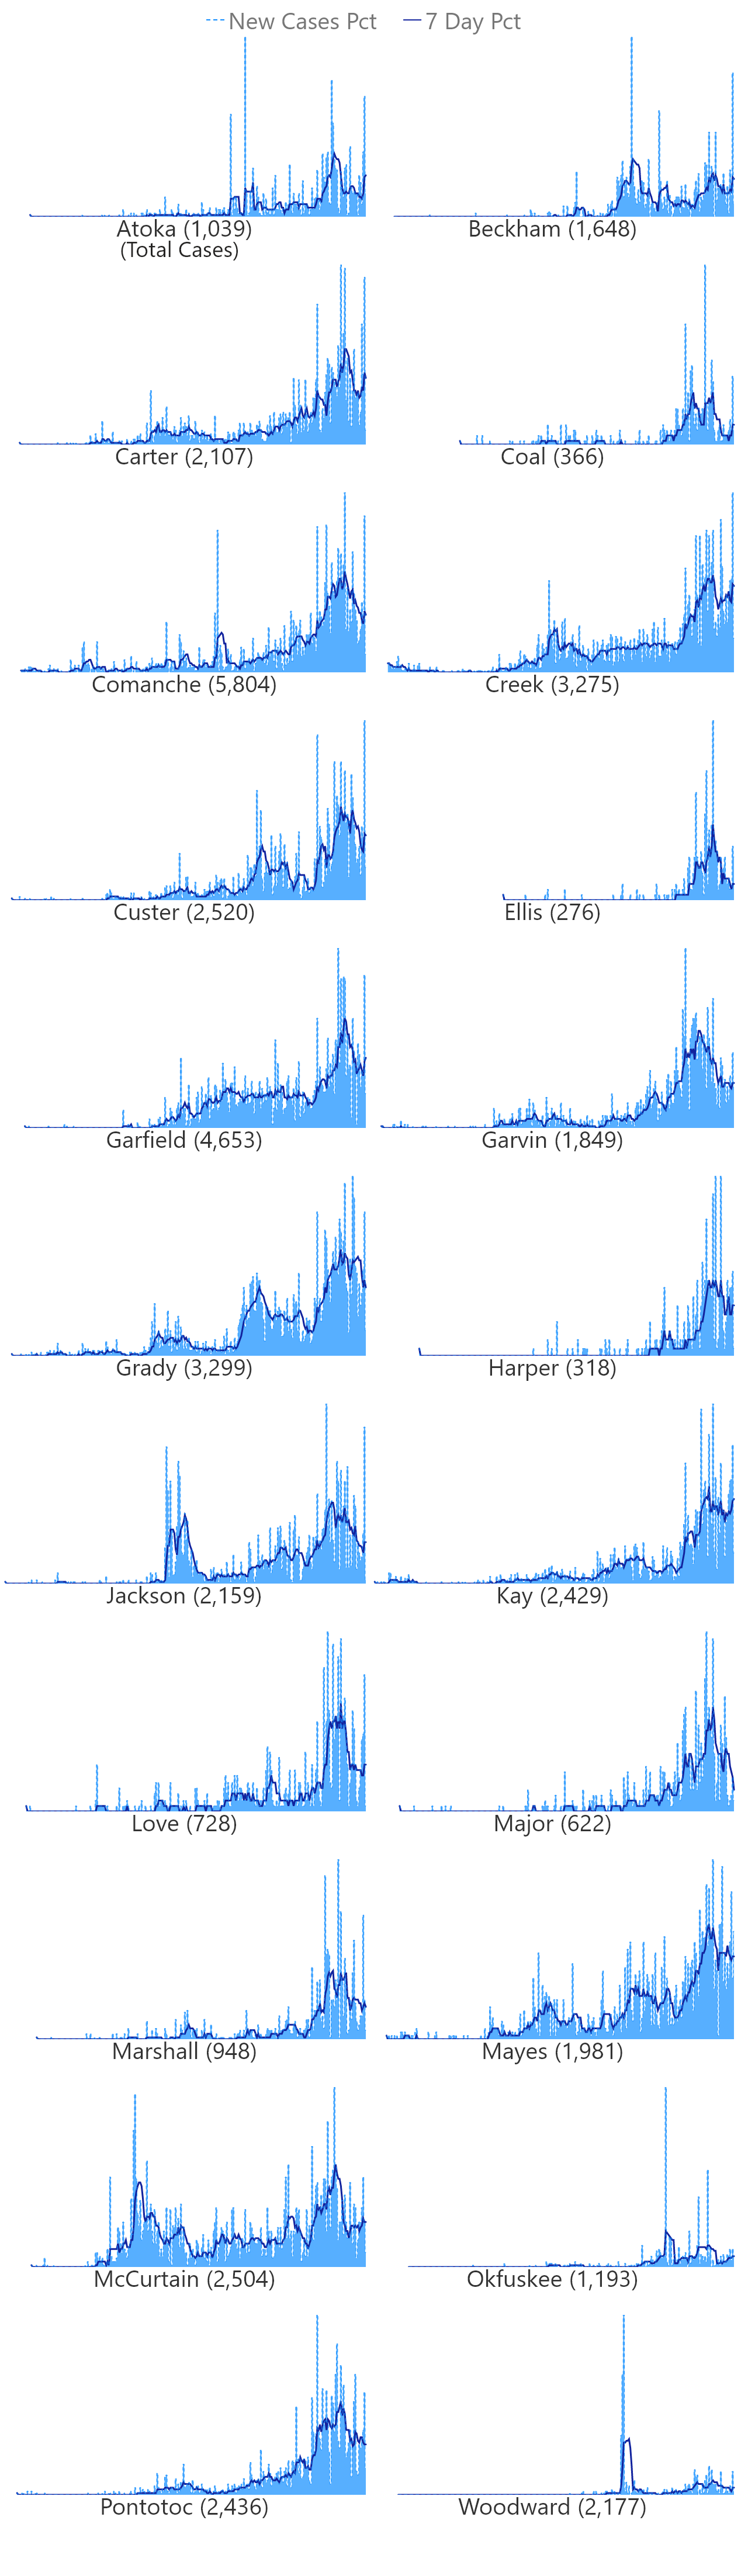 New Cases Pct 7 Day Pct
Atoka (1,039) Beckham (1,648)
(Total Cases)
Carter (2,107) Coal (366)
Comanche (5,804) Creek (3,275)
Custer (2,520) Ellis (276)
Garfield (4,653) Garvin (1,849)
Grady (3,299) Harper (318)
Jackson (2,159) Kay (2,429)
Love (728) Major (622)
Marshall (948) Mayes (1,981)
McCurtain (2,504) Okfuskee (1,193)
Pontotoc (2,436) Woodward (2,177)